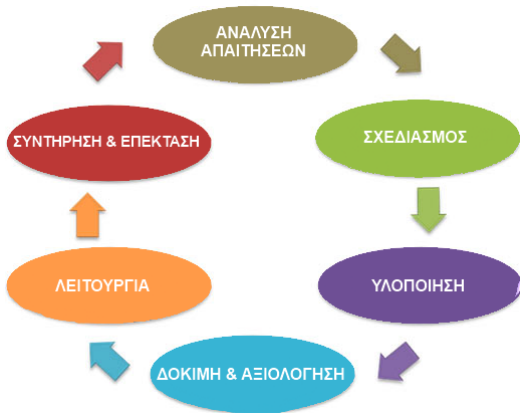 ΑΝΑΛΥΣΗ
ΑΠΑΙΤΗΣΕΩΝ
ΣΧΕΔΙΑΣΜΟΣ
ΥΛΟΠΟΙΗΣΗ
ΔΟΚΙΜΗ & ΑΞΙΟΛΟΓΗΣΗ
ΛΕΙΤΟΥΡΓΙΑ
ΣΥΝΤΗΡΗΣΗ & ΕΠΕΚΤΑΣΗ